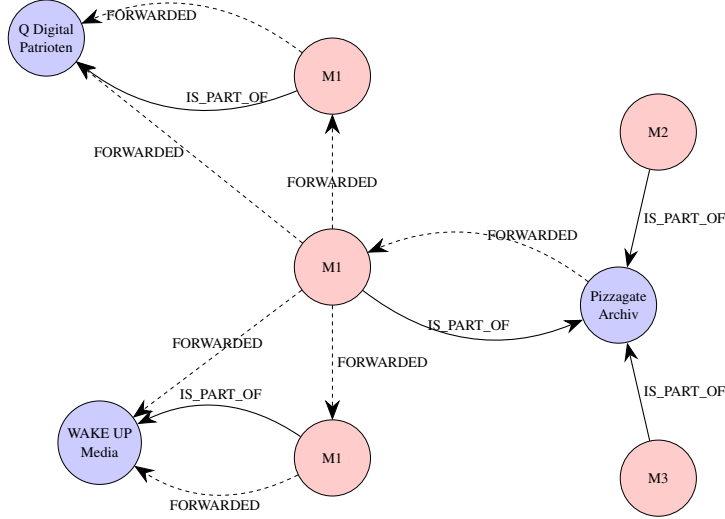 FORWARDED
Q Digital
Patrioten
M1
IS_PART_OF
M2
FORWARDED
FORWARDED
IS_PART_OF
FORWARDED
M1
Pizzagate
Archiv
IS_PART_OF
FORWARDED
FORWARDED
IS_PART_OF
IS_PART_OF
WAKE UP
Media
M1
M3
FORWARDED